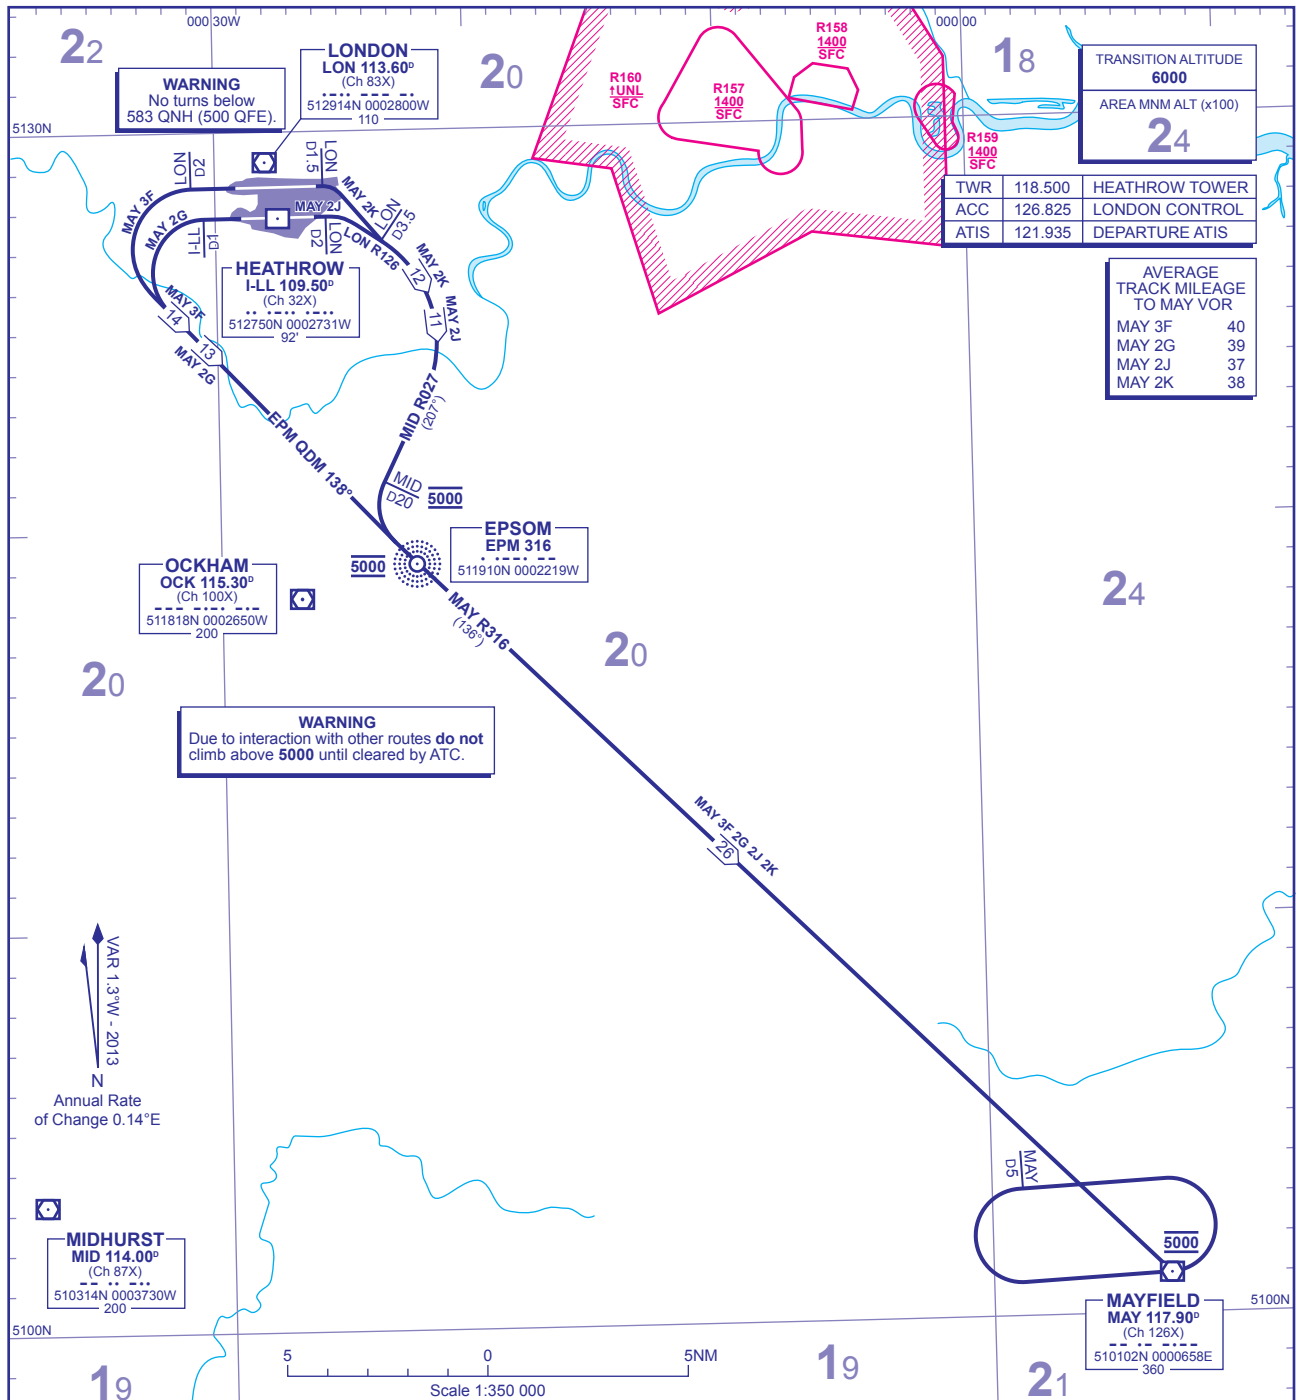 000 30W
000 00
22
20
18
LONDON
LON 113.60ᴰ
(Ch 83X)
512914N 0002800W
110
WARNING
No turns below
583 QNH (500 QFE).
R158
1400
SFC
R160
↑UNL
SFC
R157
1400
SFC
R159
1400
SFC
TRANSITION ALTITUDE
6000
AREA MNM ALT (x100)
24
5130N
TWR 118.500 HEATHROW TOWER
ACC 126.825 LONDON CONTROL
ATIS 121.935 DEPARTURE ATIS
AVERAGE
TRACK MILEAGE
TO MAY VOR
MAY 3F 40
MAY 2G 39
MAY 2J 37
MAY 2K 38
LON
D2
LON
D1.5
MAY 3F
MAY 2G
MAY 2J
MAY 2K
LON
D3.5
I-LL
D1
LON
D2
LON R126
12
MAY 2K
11
MAY 2J
HEATHROW
I-LL 109.50ᴰ
(Ch 32X)
512750N 0002731W
92'
MAY 3F
14
13
MAY 2G
MID R027
(207°)
EPM QDM 138°
MID
D20
5000
5000
EPSOM
EPM 316
511910N 0002219W
OCKHAM
OCK 115.30ᴰ
(Ch 100X)
511818N 0002650W
200
MAY R316
(136°)
24
20
20
WARNING
Due to interaction with other routes do not
climb above 5000 until cleared by ATC.
MAY 3F 2G 2J 2K
26
VAR 1.3°W - 2013
N
Annual Rate
of Change 0.14°E
MAY
D5
5000
MIDHURST
MID 114.00ᴰ
(Ch 87X)
510314N 0003730W
200
MAYFIELD
MAY 117.90ᴰ
(Ch 126X)
510102N 0000658E
360
5100N
5100N
19
5 0 5NM
Scale 1:350 000
19
21